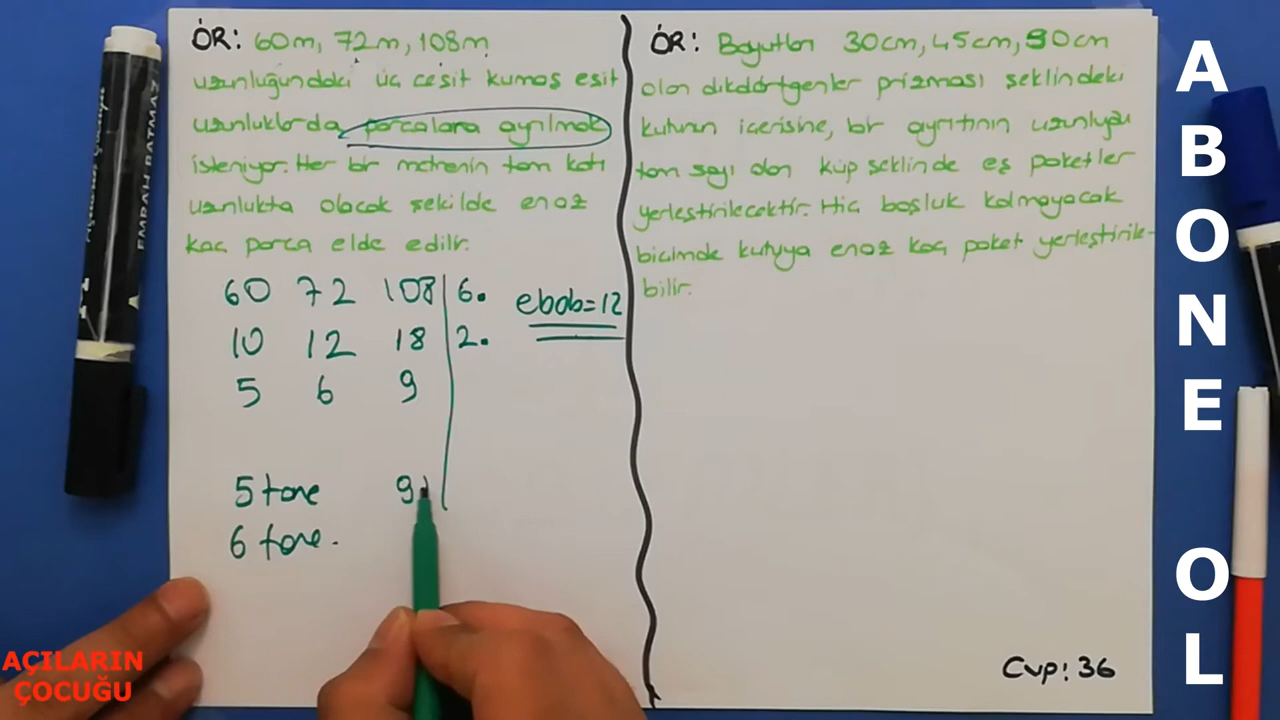 ÖR: 60m, 72m, 108m
uzunluğundaki üç çeşit kumaş eşit
uzunluklarda parçalara ayrılmak
isteniyor. Her bir metrenin tam katı
uzunlukta olacak şekilde en az
kaç parça elde edilir.
60 72 108 6.
10 12 18 2.
5 6 9
ebob=12
5 tane 9
6 tane.
ÖR: Boyutları 30cm, 45cm, 90cm
olan dikdörtgenler prizması şeklindeki
kutunun içerisine, bir ayrıtının uzunluğu
tam sayı olan küp şeklinde eş paketler
yerleştirilecektir. Hiç boşluk kalmayacak
biçimde kutuya en az kaç paket yerleştirile-
bilir.
Cvp: 36
ABONE OL
AÇILARIN
ÇOCUĞU